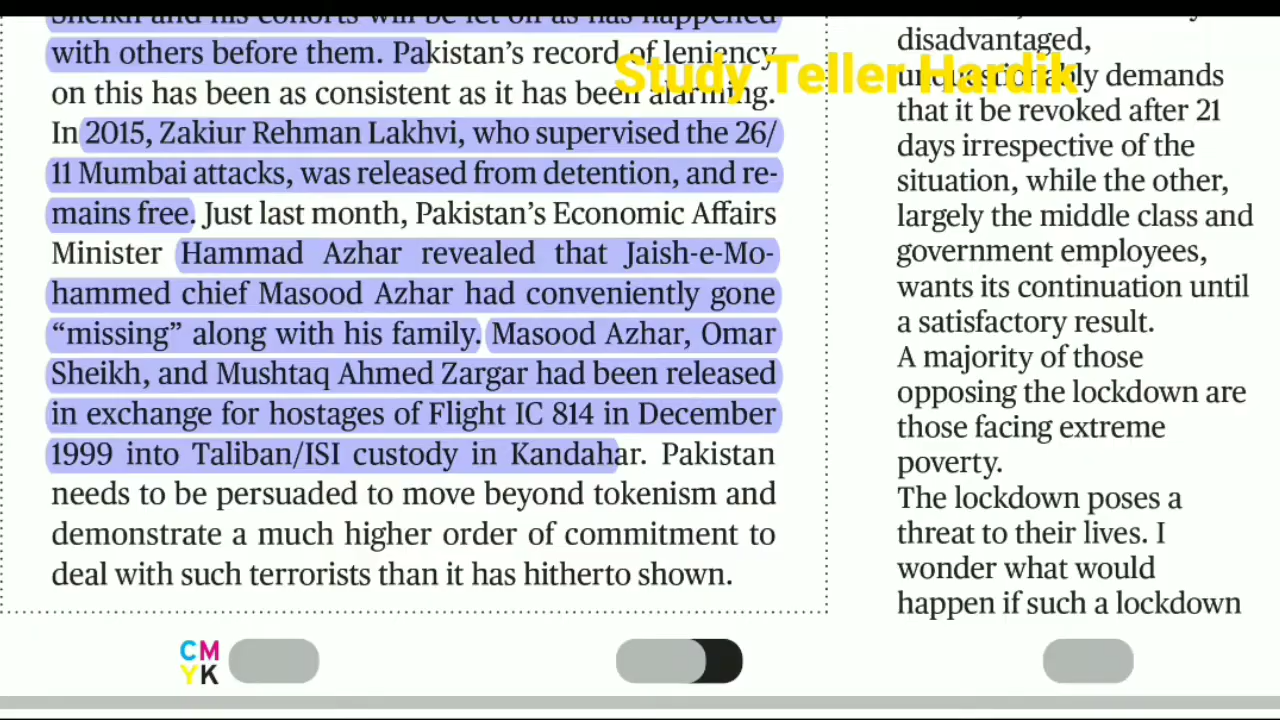 Sheikh and his cohorts will be let off as has happened
with others before them. Pakistan's record of leniency
on this has been as consistent as it has been alarming.
In 2015, Zakiur Rehman Lakhvi, who supervised the 26/
11 Mumbai attacks, was released from detention, and re-
mains free. Just last month, Pakistan's Economic Affairs
Minister Hammad Azhar revealed that Jaish-e-Mo-
hammed chief Masood Azhar had conveniently gone
“missing” along with his family. Masood Azhar, Omar
Sheikh, and Mushtaq Ahmed Zargar had been released
in exchange for hostages of Flight IC 814 in December
1999 into Taliban/ISI custody in Kandahar. Pakistan
needs to be persuaded to move beyond tokenism and
demonstrate a much higher order of commitment to
deal with such terrorists than it has hitherto shown.
Study Teller Hardik
disadvantaged,
unquestionably demands
that it be revoked after 21
days irrespective of the
situation, while the other,
largely the middle class and
government employees,
wants its continuation until
a satisfactory result.
A majority of those
opposing the lockdown are
those facing extreme
poverty.
The lockdown poses a
threat to their lives. I
wonder what would
happen if such a lockdown
CM
YK